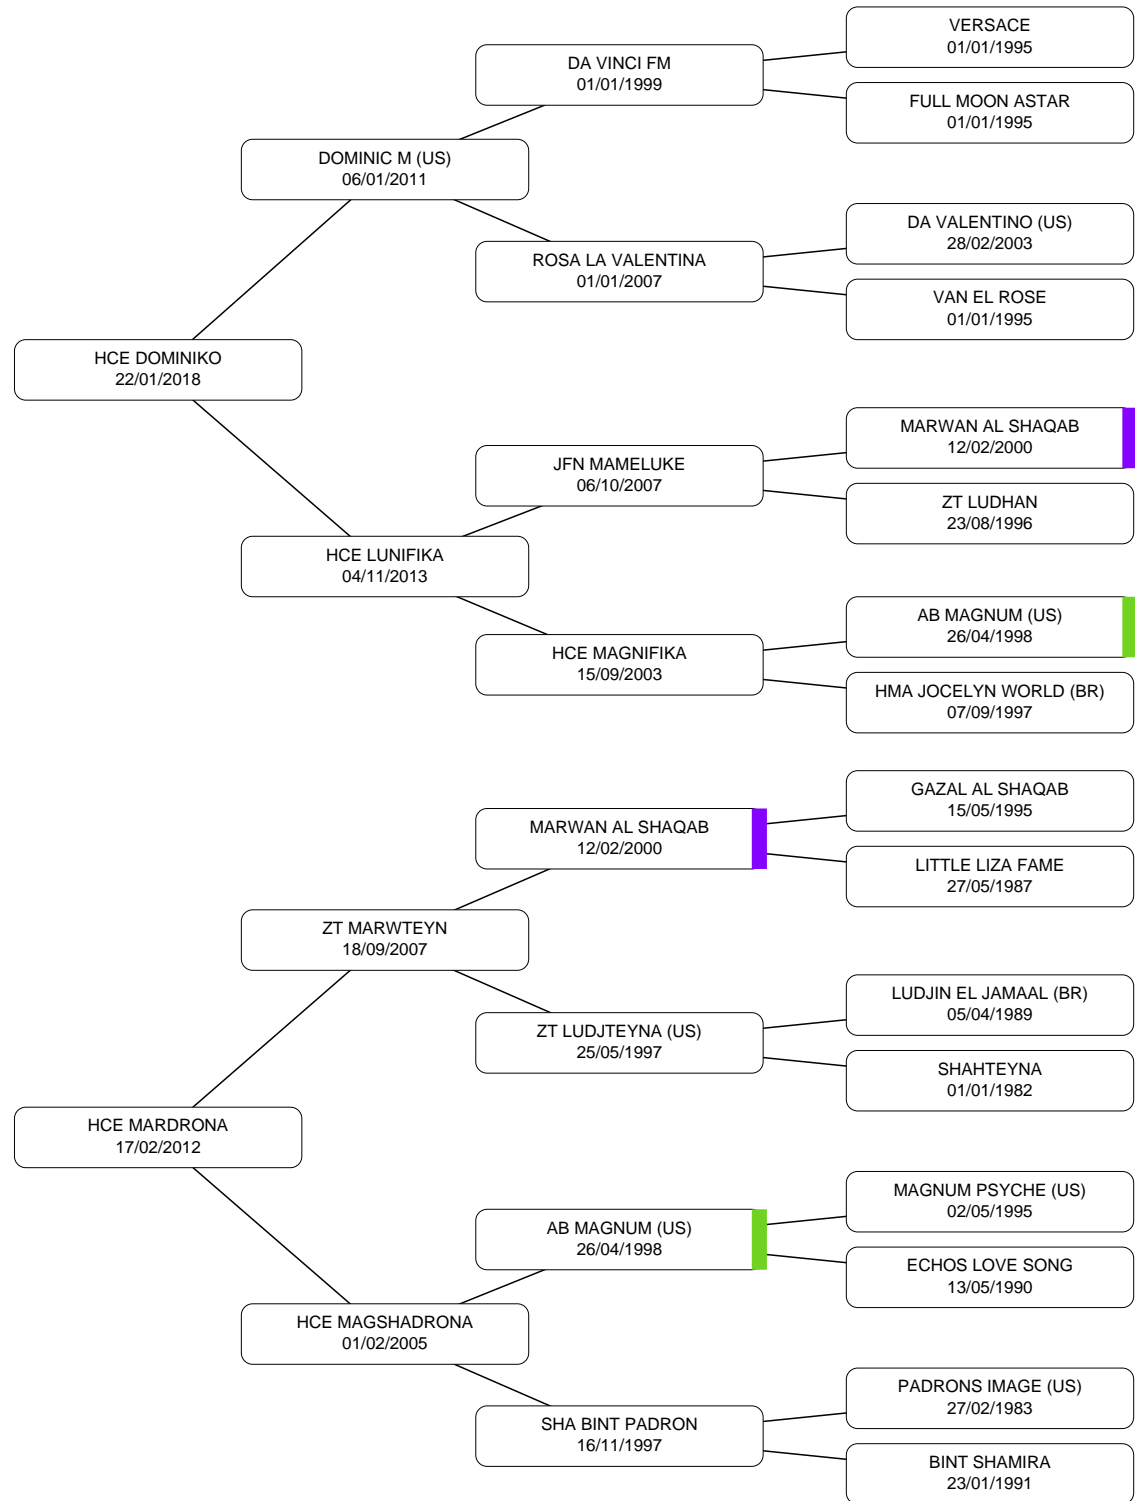 VERSACE
01/01/1995
DA VINCI FM
01/01/1999
FULL MOON ASTAR
01/01/1995
DOMINIC M (US)
06/01/2011
DA VALENTINO (US)
28/02/2003
ROSA LA VALENTINA
01/01/2007
VAN EL ROSE
01/01/1995
HCE DOMINIKO
22/01/2018
MARWAN AL SHAQAB
12/02/2000
JFN MAMELUKE
06/10/2007
ZT LUDHAN
23/08/1996
HCE LUNIFIKA
04/11/2013
AB MAGNUM (US)
26/04/1998
HCE MAGNIFIKA
15/09/2003
HMA JOCELYN WORLD (BR)
07/09/1997
GAZAL AL SHAQAB
15/05/1995
MARWAN AL SHAQAB
12/02/2000
LITTLE LIZA FAME
27/05/1987
ZT MARWTEYN
18/09/2007
LUDJIN EL JAMAAL (BR)
05/04/1989
ZT LUDJTEYNA (US)
25/05/1997
SHAHTEYNA
01/01/1982
HCE MARDRONA
17/02/2012
MAGNUM PSYCHE (US)
02/05/1995
AB MAGNUM (US)
26/04/1998
ECHOS LOVE SONG
13/05/1990
HCE MAGSHADRONA
01/02/2005
PADRONS IMAGE (US)
27/02/1983
SHA BINT PADRON
16/11/1997
BINT SHAMIRA
23/01/1991